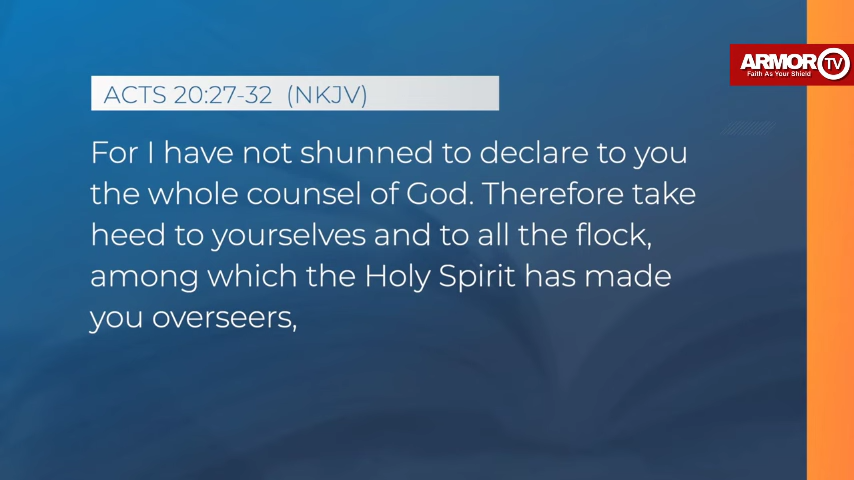 ARMOR TV
Faith As Your Shield
ACTS 20:27-32 (NKJV)
For I have not shunned to declare to you
the whole counsel of God. Therefore take
heed to yourselves and to all the flock,
among which the Holy Spirit has made
you overseers,